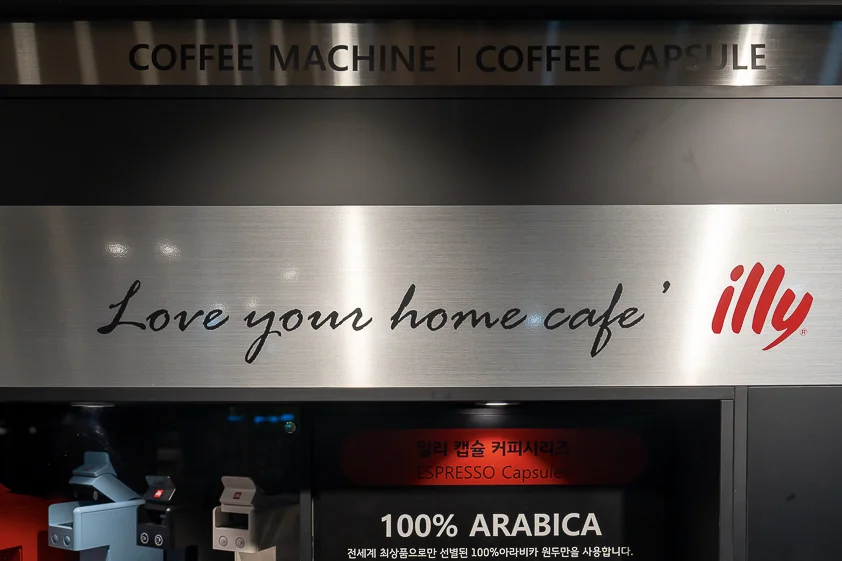 COFFEE MACHINE | COFFEE CAPSULE
Love your home cafe’
illy®
일리 캡슐 커피시리즈
ESPRESSO Capsule
100% ARABICA
전세계 최상품으로만 선별된 100%아라비카 원두만을 사용합니다.